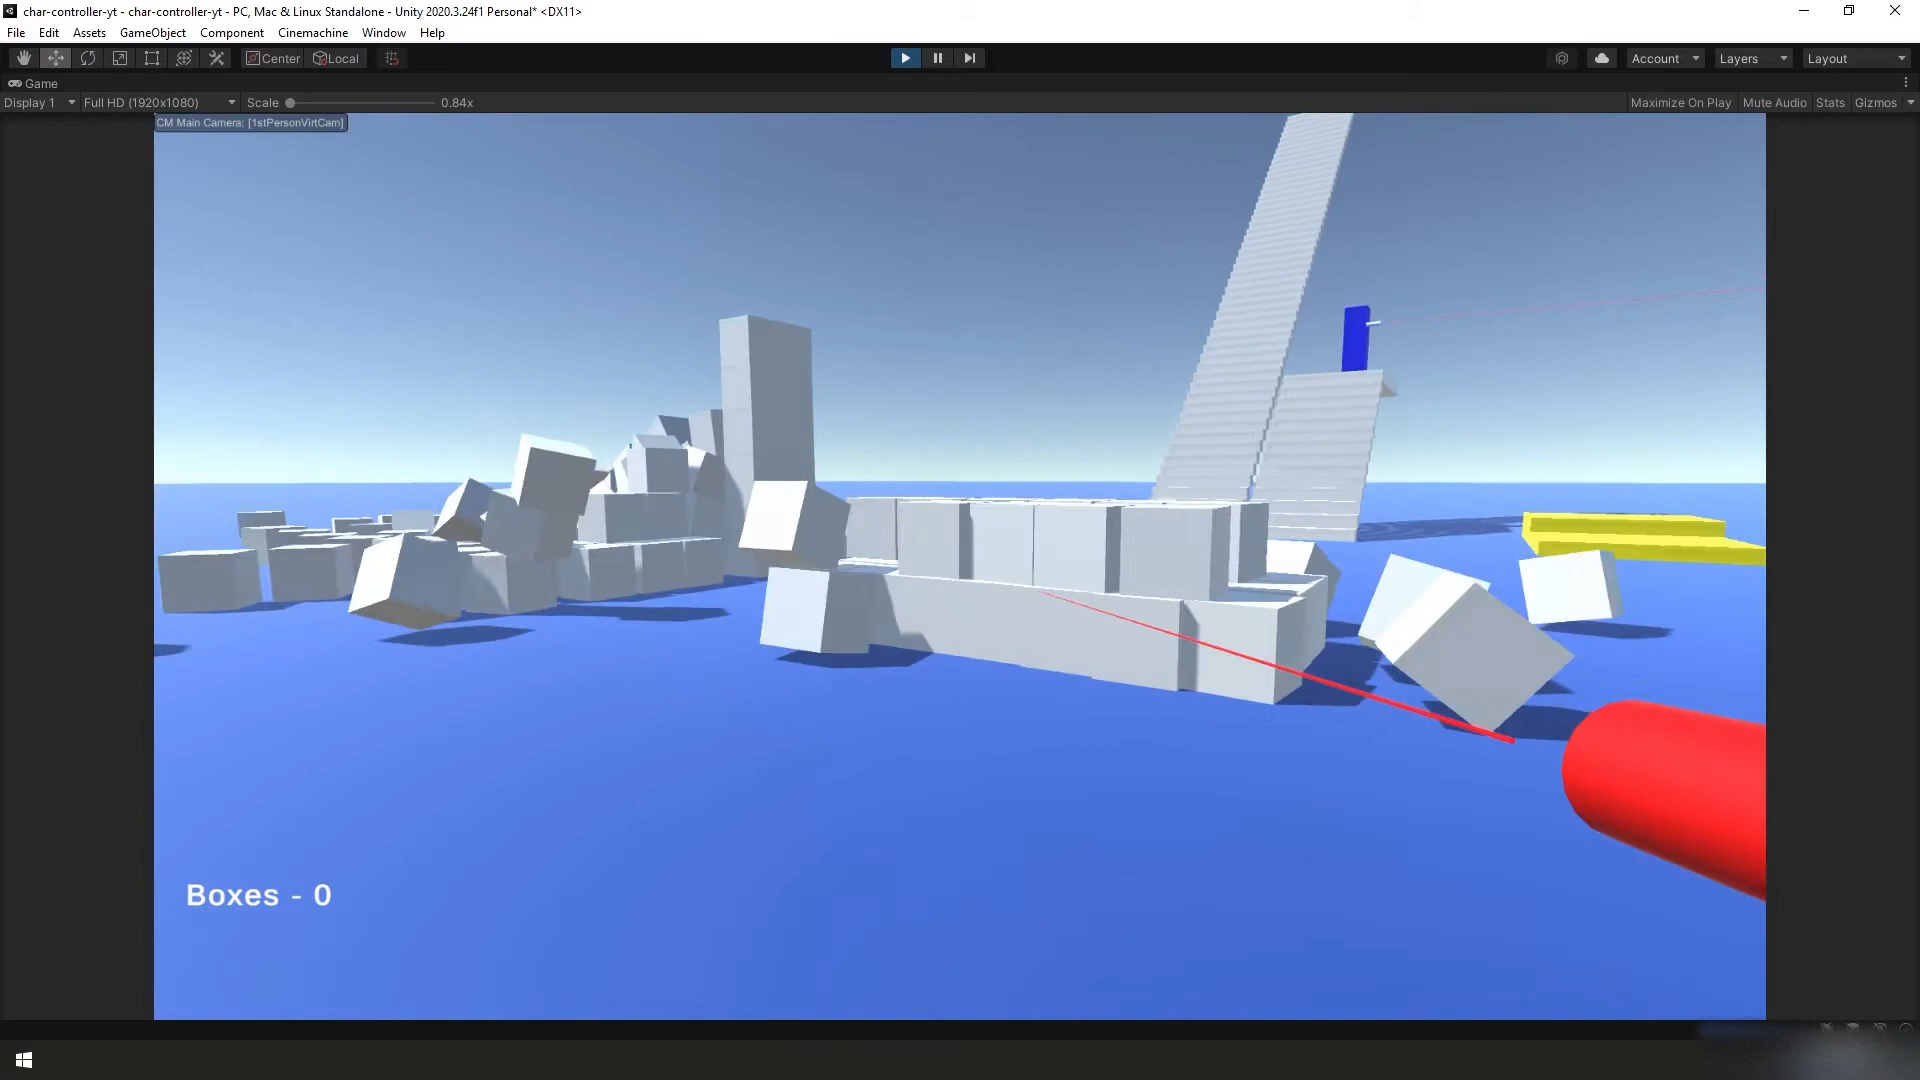 char-controller-yt - char-controller-yt - PC, Mac & Linux Standalone - Unity 2020.3.24f1 Personal* <DX11>
File Edit Assets GameObject Component Cinemachine Window Help
Center Local Account Layers Layout
Game
Display 1 Full HD (1920x1080) Scale 0.84x Maximize On Play Mute Audio Stats Gizmos
CM Main Camera: [1stPersonVirtCam]
Boxes - 0